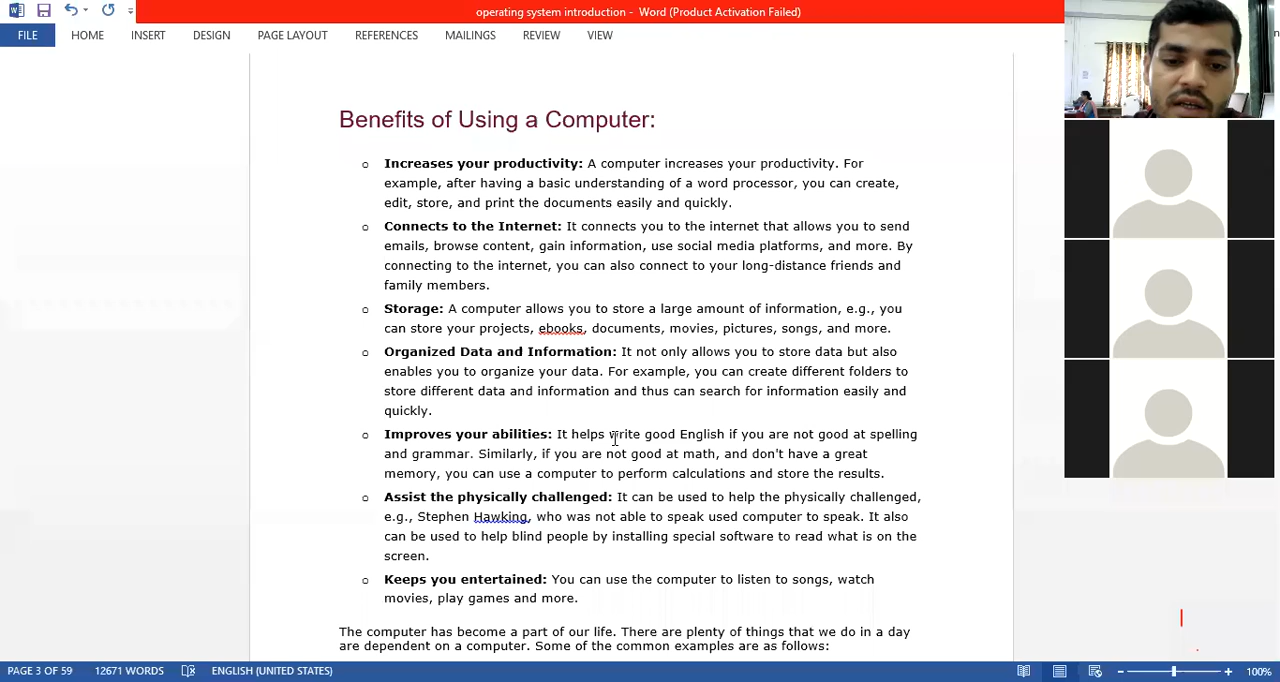 operating system introduction - Word (Product Activation Failed)
FILE HOME INSERT DESIGN PAGE LAYOUT REFERENCES MAILINGS REVIEW VIEW
Benefits of Using a Computer:
o Increases your productivity: A computer increases your productivity. For
example, after having a basic understanding of a word processor, you can create,
edit, store, and print the documents easily and quickly.
o Connects to the Internet: It connects you to the internet that allows you to send
emails, browse content, gain information, use social media platforms, and more. By
connecting to the internet, you can also connect to your long-distance friends and
family members.
o Storage: A computer allows you to store a large amount of information, e.g., you
can store your projects, ebooks, documents, movies, pictures, songs, and more.
o Organized Data and Information: It not only allows you to store data but also
enables you to organize your data. For example, you can create different folders to
store different data and information and thus can search for information easily and
quickly.
o Improves your abilities: It helps write good English if you are not good at spelling
and grammar. Similarly, if you are not good at math, and don't have a great
memory, you can use a computer to perform calculations and store the results.
o Assist the physically challenged: It can be used to help the physically challenged,
e.g., Stephen Hawking, who was not able to speak used computer to speak. It also
can be used to help blind people by installing special software to read what is on the
screen.
o Keeps you entertained: You can use the computer to listen to songs, watch
movies, play games and more.
The computer has become a part of our life. There are plenty of things that we do in a day
are dependent on a computer. Some of the common examples are as follows:
PAGE 3 OF 59 12671 WORDS ENGLISH (UNITED STATES) 100%